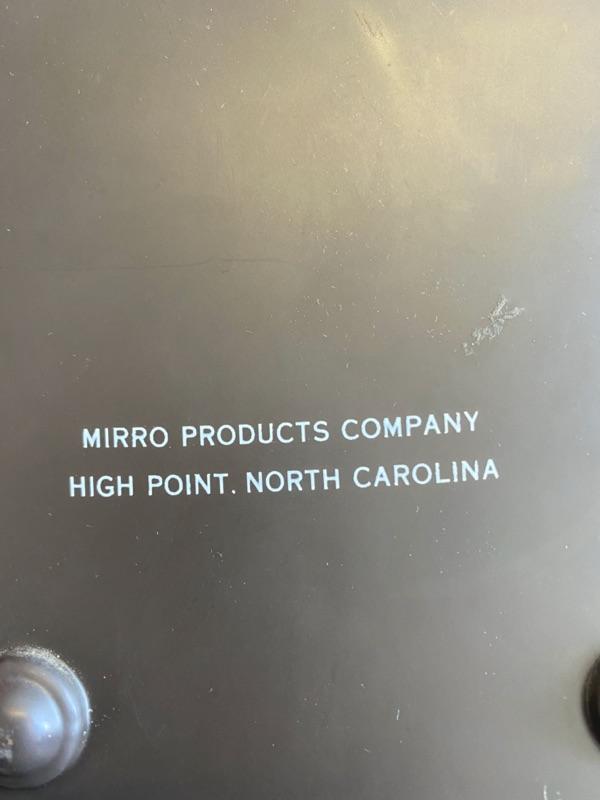 MIRRO PRODUCTS COMPANY
HIGH POINT. NORTH CAROLINA